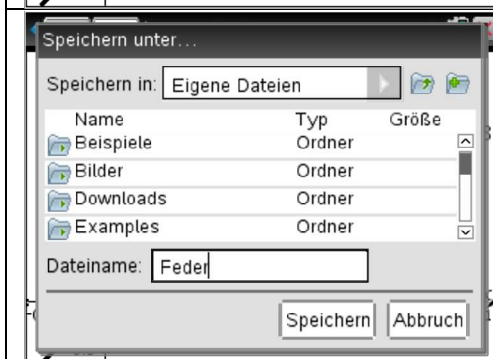 Speichern unter...
Speichern in: Eigene Dateien
Name Typ Größe
Beispiele Ordner
Bilder Ordner
Downloads Ordner
Examples Ordner
Dateiname: Feder
Speichern Abbruch